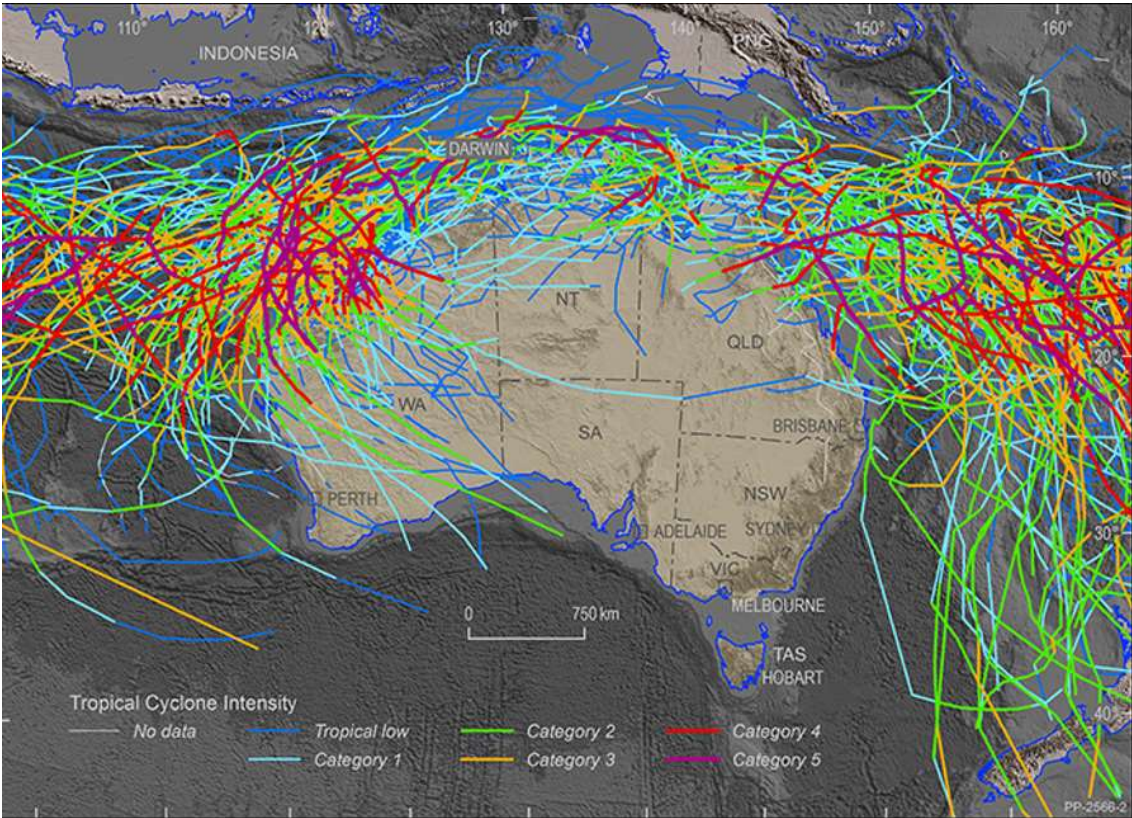 110° 120° 130° 140° 150° 160°
INDONESIA
PNG
DARWIN
10°
NT
QLD
20°
WA
SA
BRISBANE
NSW
PERTH
ADELAIDE
SYDNEY
30°
VIC
0 750 km
MELBOURNE
TAS
HOBART
Tropical Cyclone Intensity
No data Tropical low Category 2 Category 4
40°
Category 1 Category 3 Category 5
PP-2566-2